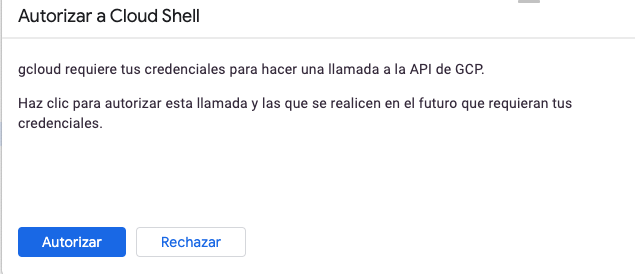 Autorizar a Cloud Shell
gcloud requiere tus credenciales para hacer una llamada a la API de GCP.
Haz clic para autorizar esta llamada y las que se realicen en el futuro que requieran tus
credenciales.
Autorizar
Rechazar